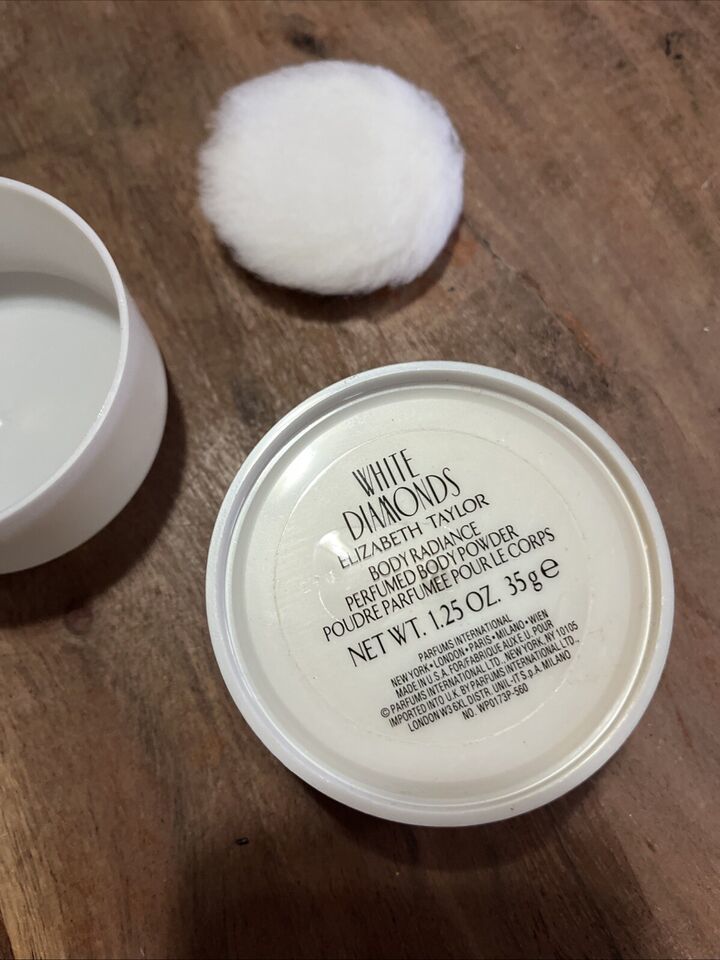 WHITE
DIAMONDS
ELIZABETH TAYLOR
BODY RADIANCE
PERFUMED BODY POWDER
POUDRE PARFUMEE POUR LE CORPS
NET WT. 1.25 OZ. 35g℮
PARFUMS INTERNATIONAL
NEW YORK•LONDON•PARIS•MILANO•WIEN
MADE IN U.S.A. FOR/FABRIQUE AUX E.U. POUR
© PARFUMS INTERNATIONAL LTD. NEW YORK, NY 10105
IMPORTED INTO U.K. BY PARFUMS INTERNATIONAL LTD.,
LONDON W3 6XL. DISTR. UNIL-IT S.p.A. MILANO
NO. WP0173P-560